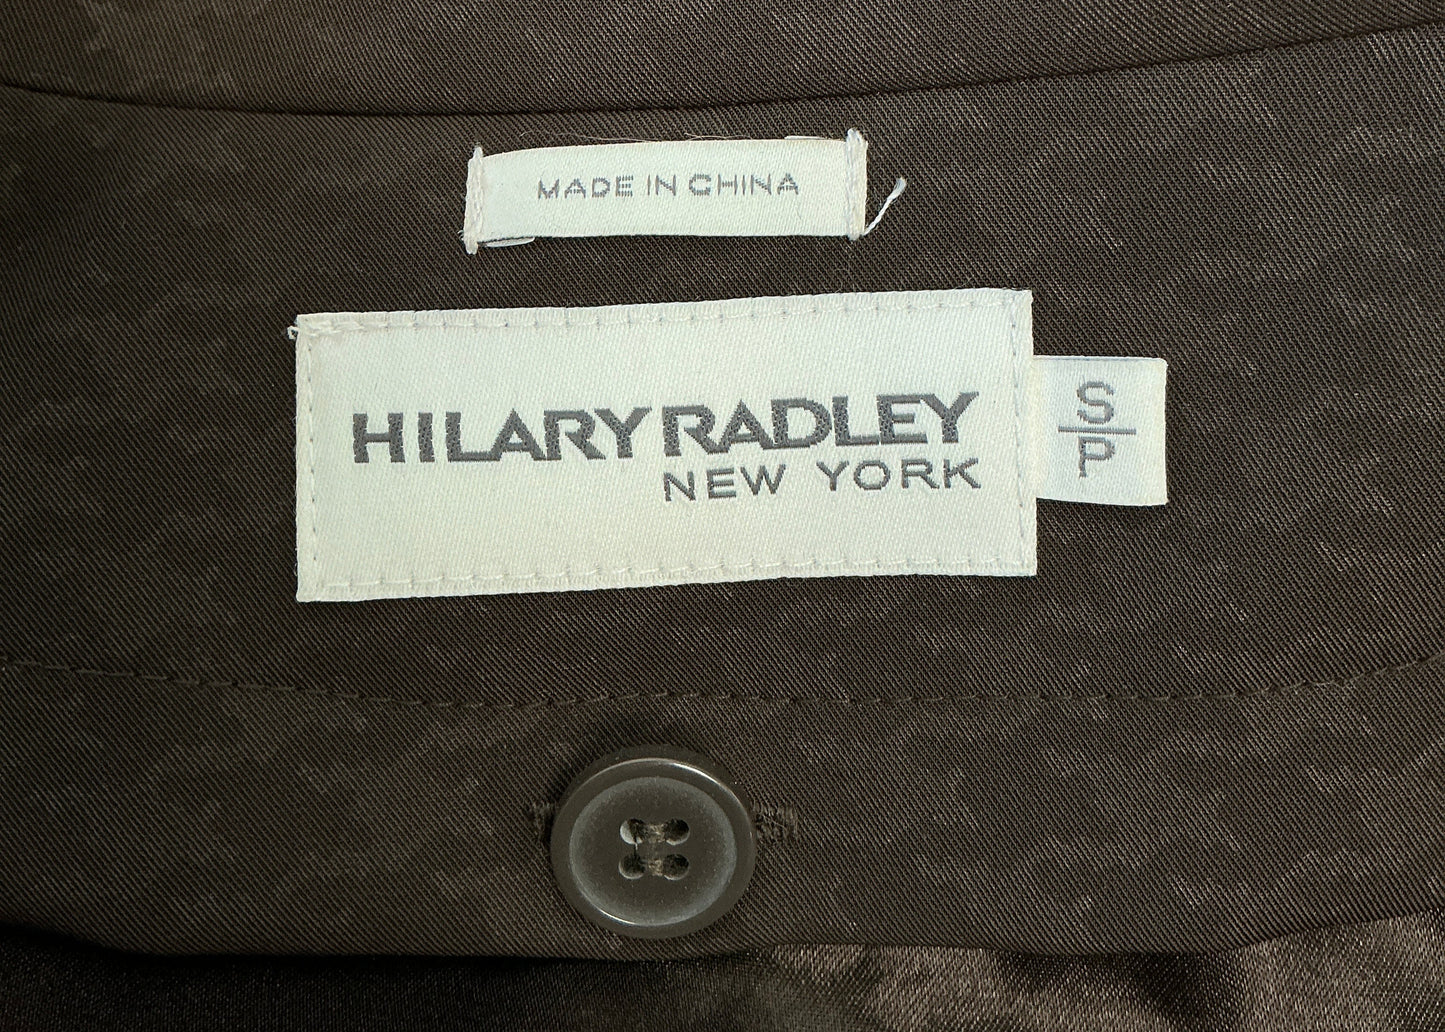 MADE IN CHINA
HILARY RADLEY
NEW YORK
S
P